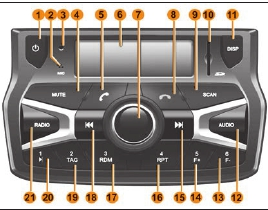 1 2 3 4 5 6 7 8 9 10 11
DISP
MUTE SCAN
RADIO AUDIO
1 2 3 4 5 6
TAG RDM RPT F+ F-
21 20 19 18 17 16 15 14 13 12